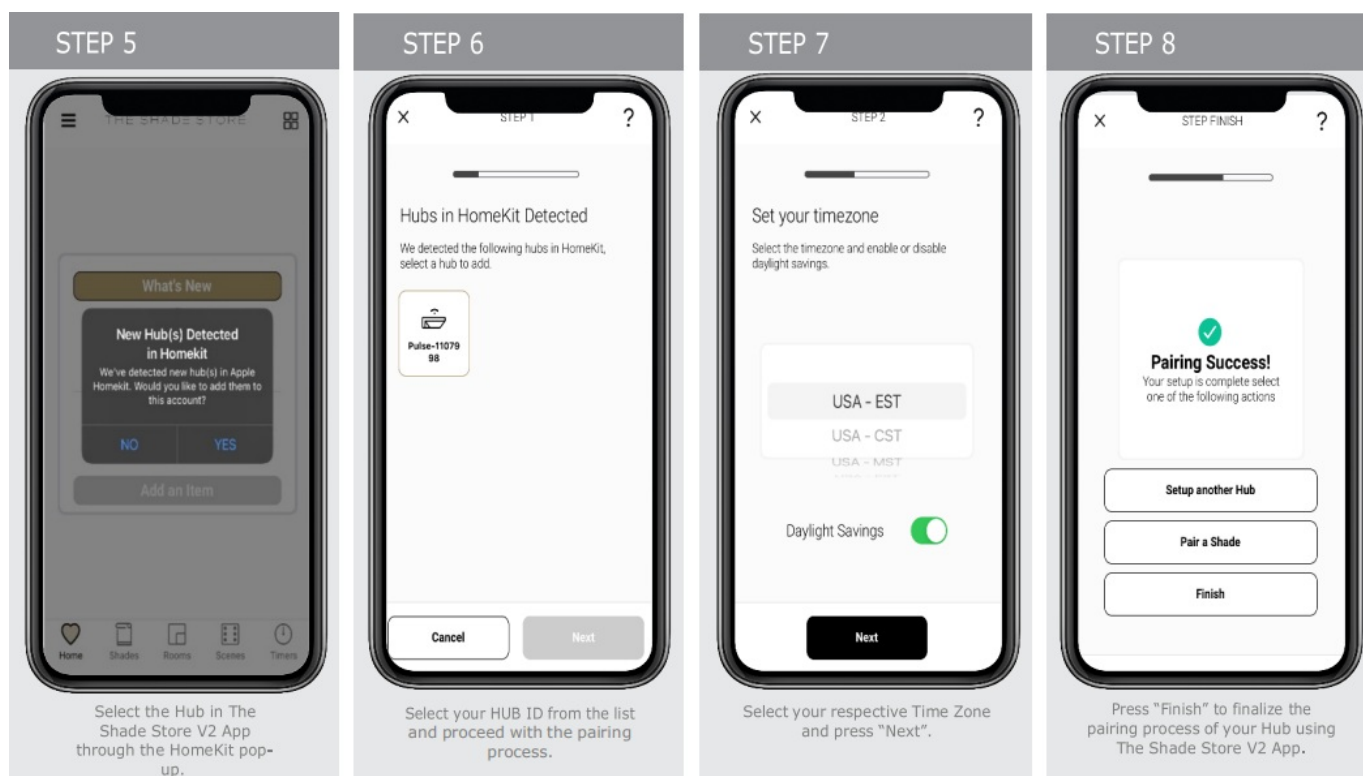 STEP 5
THE SHADE STORE
What's New
New Hub(s) Detected
in Homekit
We've detected new hub(s) in Apple
Homekit. Would you like to add them to
this account?
NO YES
Add an Item
Home Shades Rooms Scenes Timers
Select the Hub in The
Shade Store V2 App
through the HomeKit pop-
up.
STEP 6
X STEP 1 ?
Hubs in HomeKit Detected
We detected the following hubs in HomeKit,
select a hub to add.
Pulse-11079
98
Cancel Next
Select your HUB ID from the list
and proceed with the pairing
process.
STEP 7
X STEP 2 ?
Set your timezone
Select the timezone and enable or disable
daylight savings.
USA - EST
USA - CST
USA - MST
Daylight Savings
Next
Select your respective Time Zone
and press "Next".
STEP 8
X STEP FINISH ?
Pairing Success!
Your setup is complete select
one of the following actions
Setup another Hub
Pair a Shade
Finish
Press "Finish" to finalize the
pairing process of your Hub using
The Shade Store V2 App.